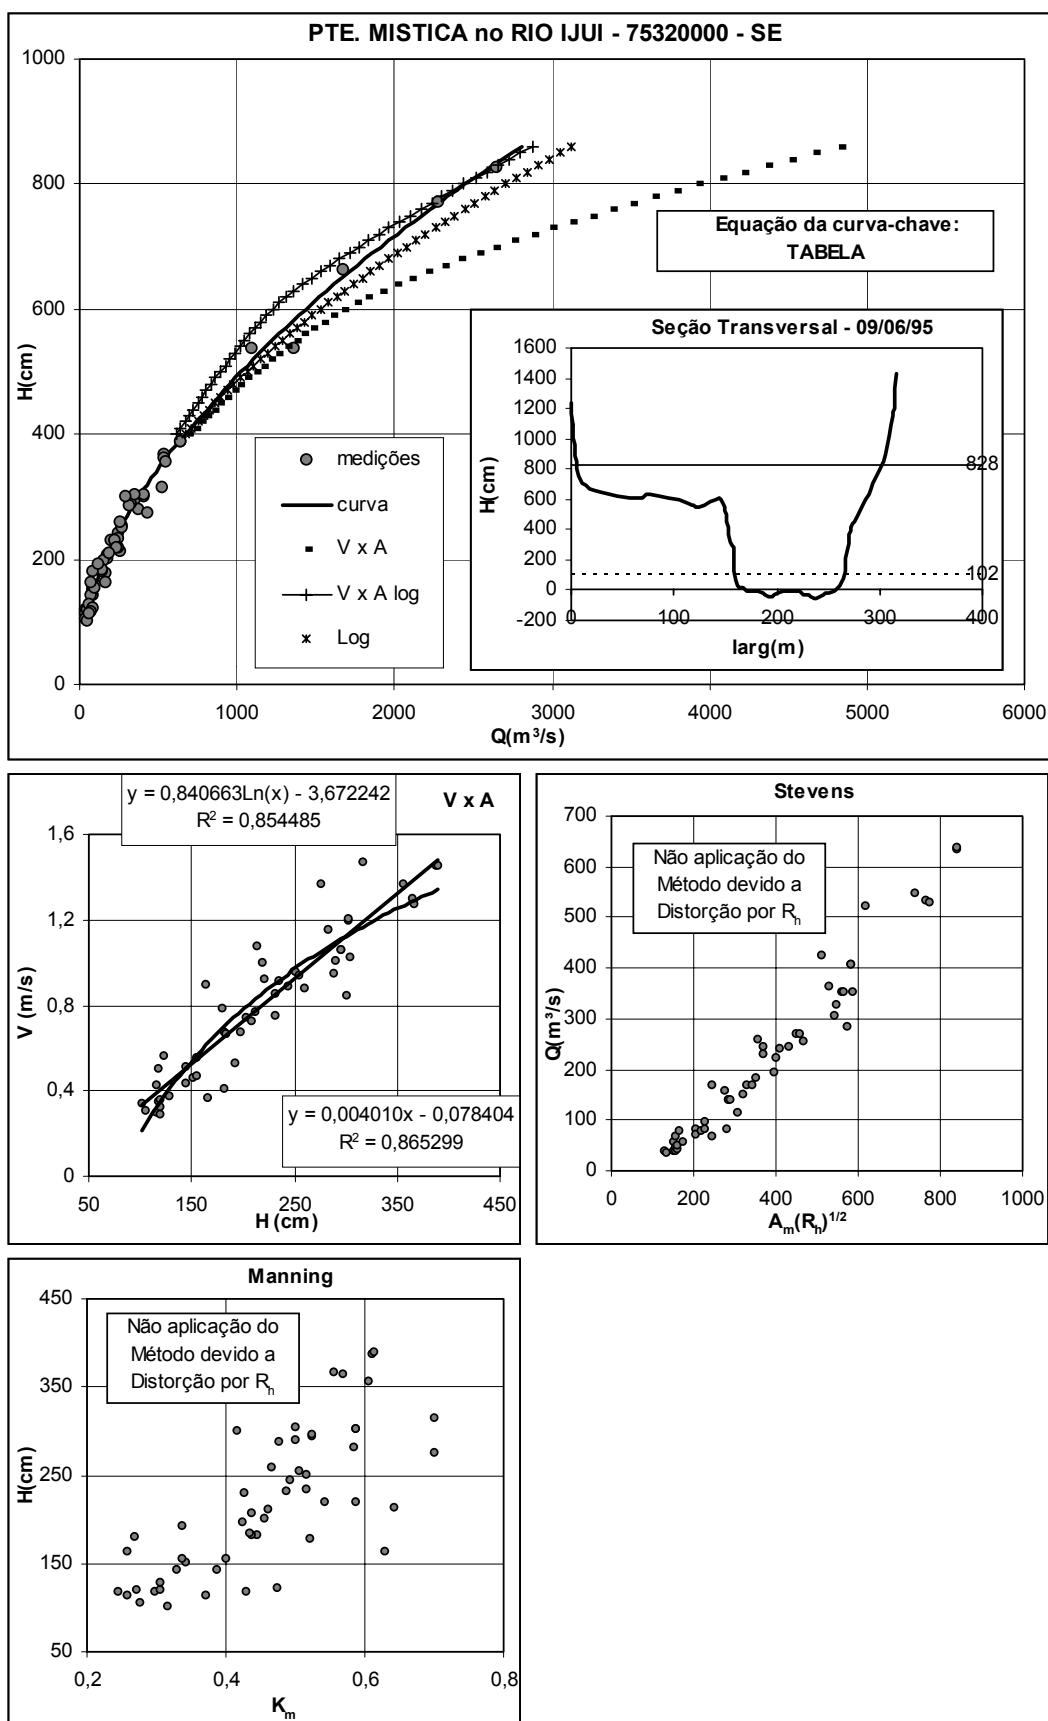 PTE. MISTICA no RIO IJUI - 75320000 - SE
1000
800
600
400
200
0
H(cm)
0 1000 2000 3000 4000 5000 6000
Q(m³/s)
Equação da curva-chave:
TABELA
medições
curva
V x A
V x A log
Log
Seção Transversal - 09/06/95
1600
1400
1200
1000
800
600
400
200
0
-200
H(cm)
828
102
0 100 200 300 400
larg(m)
y = 0,840663Ln(x) - 3,672242
R² = 0,854485
V x A
1,6
1,2
0,8
0,4
0
V (m/s)
y = 0,004010x - 0,078404
R² = 0,865299
50 150 250 350 450
H (cm)
Stevens
700
600
500
400
300
200
100
0
Q(m³/s)
Não aplicação do
Método devido a
Distorção por Rₕ
0 200 400 600 800 1000
Aₘ(Rₕ)^1/2
Manning
450
350
250
150
50
H(cm)
Não aplicação do
Método devido a
Distorção por Rₕ
0,2 0,4 0,6 0,8
Kₘ